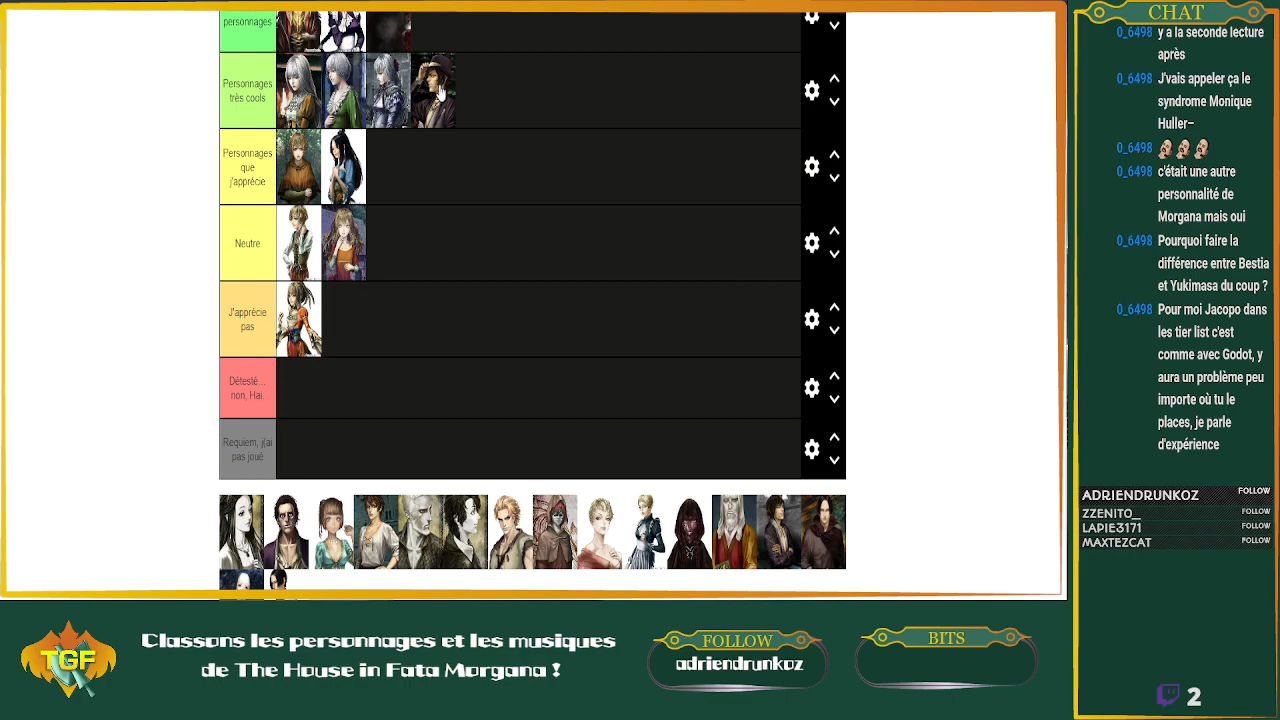 personnages
Personnages
très cools
Personnages
que
j'apprécie
Neutre
J'apprécie
pas
Détesté...
non, Hai.
Requiem, j(ai
pas joué
CHAT
0_6498 y a la seconde lecture
après
0_6498 J'vais appeler ça le
syndrome Monique
Huller–
0_6498
0_6498 c'était une autre
personnalité de
Morgana mais oui
0_6498 Pourquoi faire la
différence entre Bestia
et Yukimasa du coup ?
0_6498 Pour moi Jacopo dans
les tier list c'est
comme avec Godot, y
aura un problème peu
importe où tu le
places, je parle
d'expérience
ADRIENDRUNKOZ FOLLOW
ZZENITO_ FOLLOW
LAPIE3171 FOLLOW
MAXTEZCAT FOLLOW
TGF
Classons les personnages et les musiques
de The House in Fata Morgana !
FOLLOW
adriendrunkoz
BITS
2